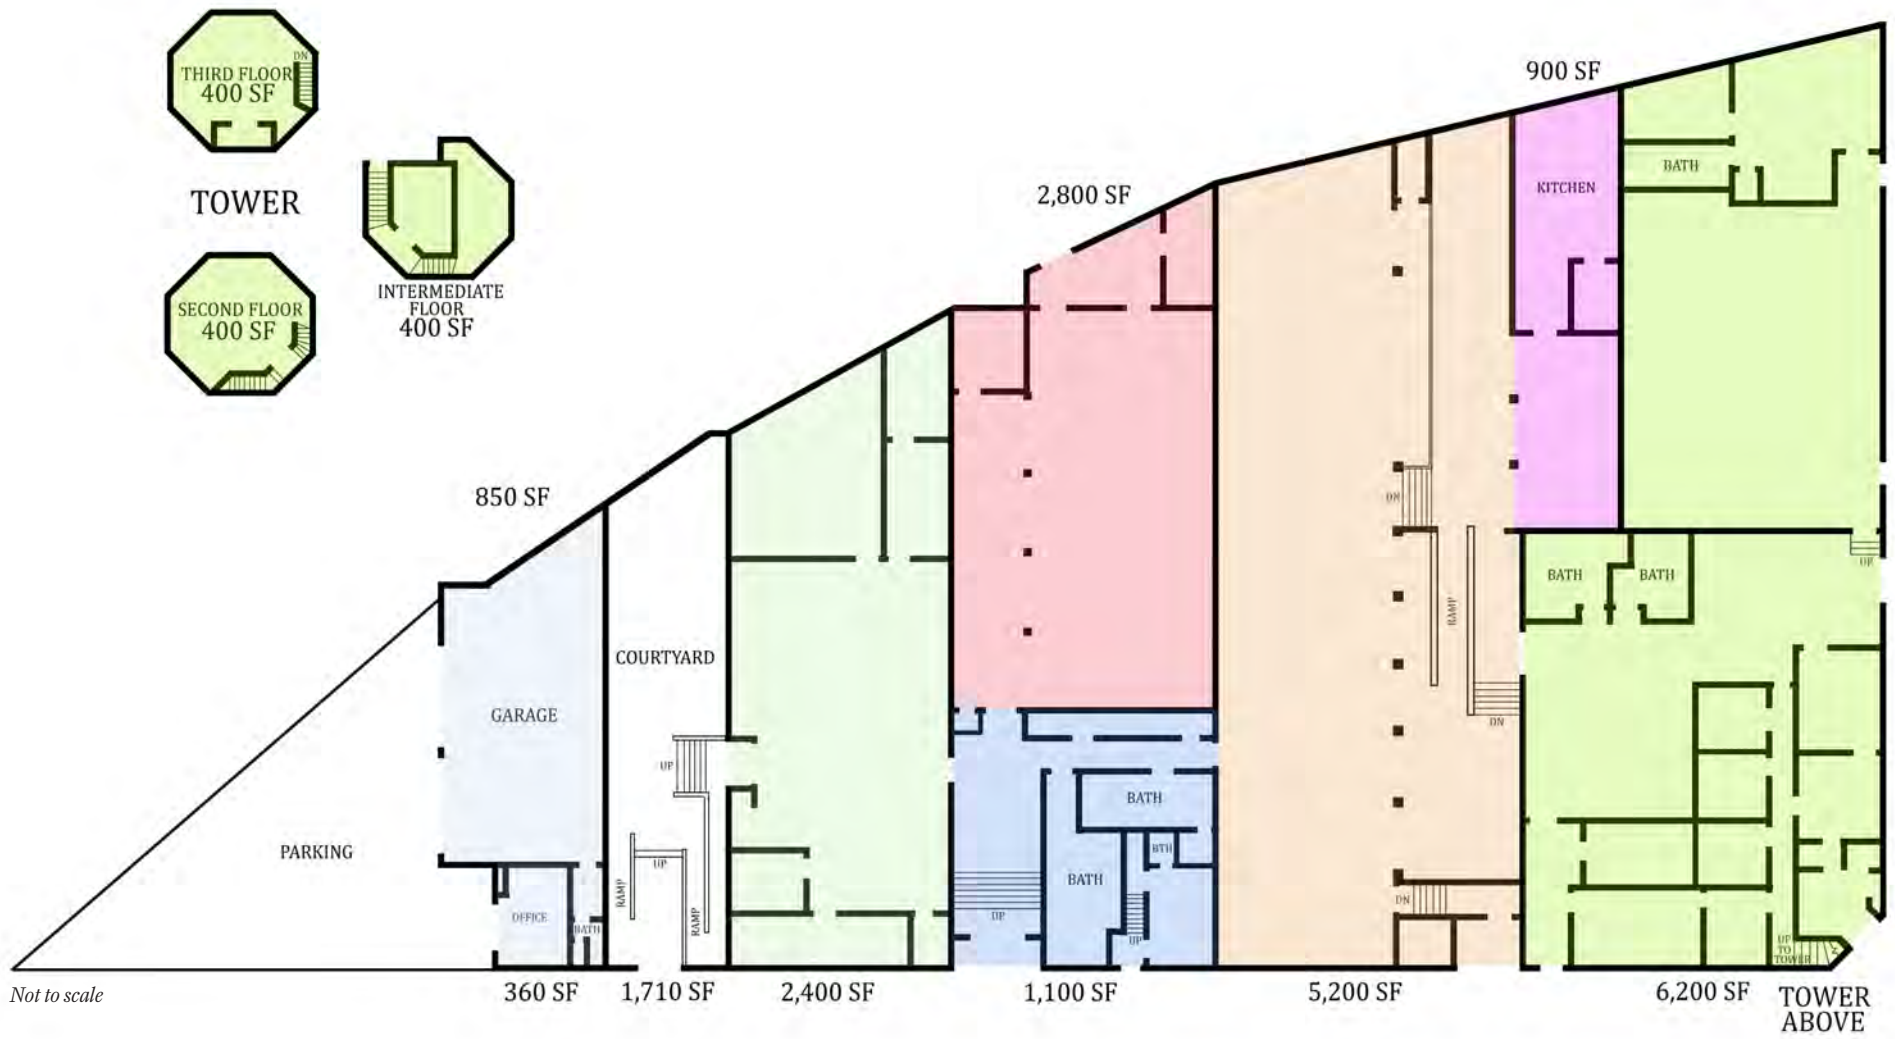 THIRD FLOOR
400 SF
DN
TOWER
SECOND FLOOR
400 SF
INTERMEDIATE
FLOOR
400 SF
850 SF
2,800 SF
900 SF
KITCHEN
BATH
GARAGE
COURTYARD
PARKING
OFFICE
BATH
UP
UP
RAMP
RAMP
BATH
BATH
BTH
UP
UP
DN
RAMP
DN
DN
BATH
BATH
UP
UP
TO
TOWER
Not to scale
360 SF
1,710 SF
2,400 SF
1,100 SF
5,200 SF
6,200 SF
TOWER
ABOVE